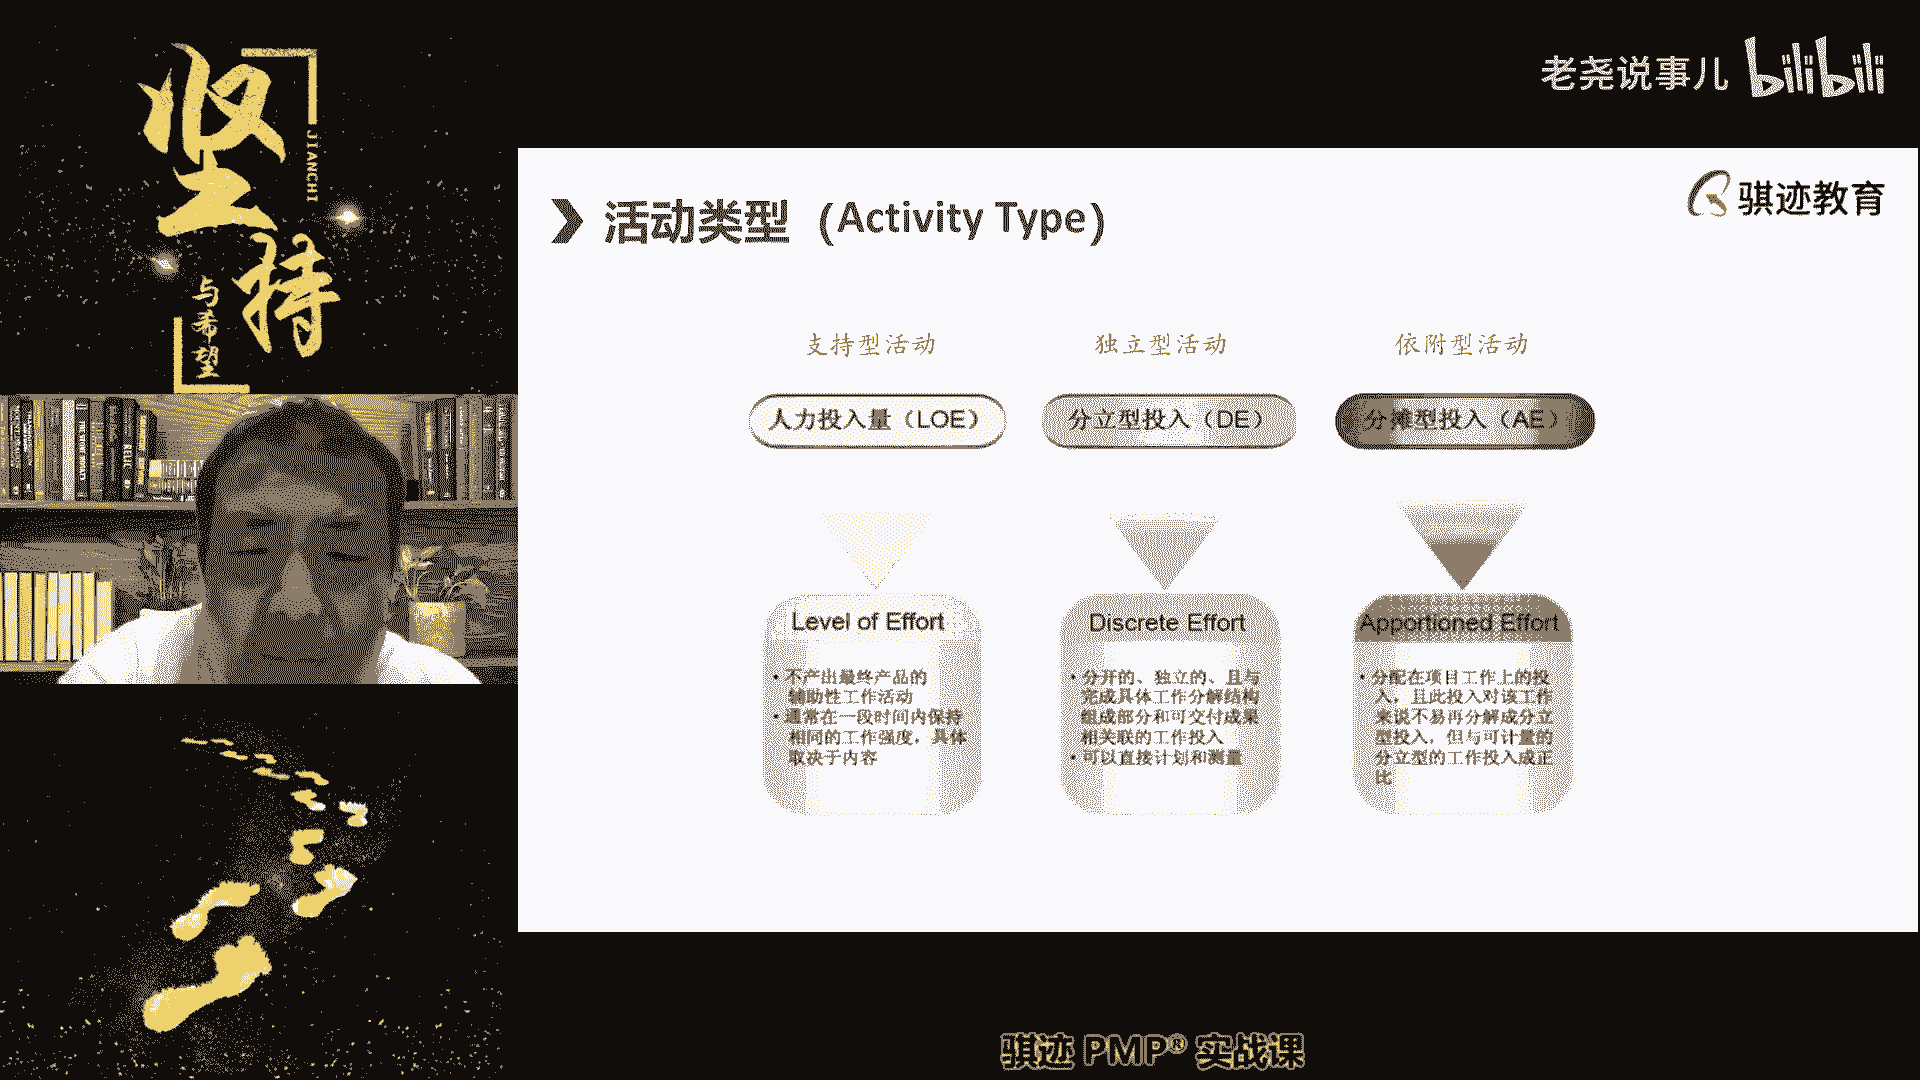 坚持
JIANCHI
与希望
老尧说事儿 bilibili
骐迹教育
活动类型（Activity Type）
支持型活动
独立型活动
依附型活动
人力投入量（LOE）
分立型投入（DE）
分摊型投入（AE）
Level of Effort
• 不产出最终产品的
辅助性工作活动
• 通常在一段时间内保持
相同的工作强度，具体
取决于内容
Discrete Effort
• 分开的、独立的、且与
完成具体工作分解结构
组成部分和可交付成果
相关联的工作投入
• 可以直接计划和测量
Apportioned Effort
• 分配在项目工作上的投
入，且此投入对该工作
来说不易再分解成分立
型投入，但与可计量的
分立型的工作投入成正
比
骐迹 PMP® 实战课